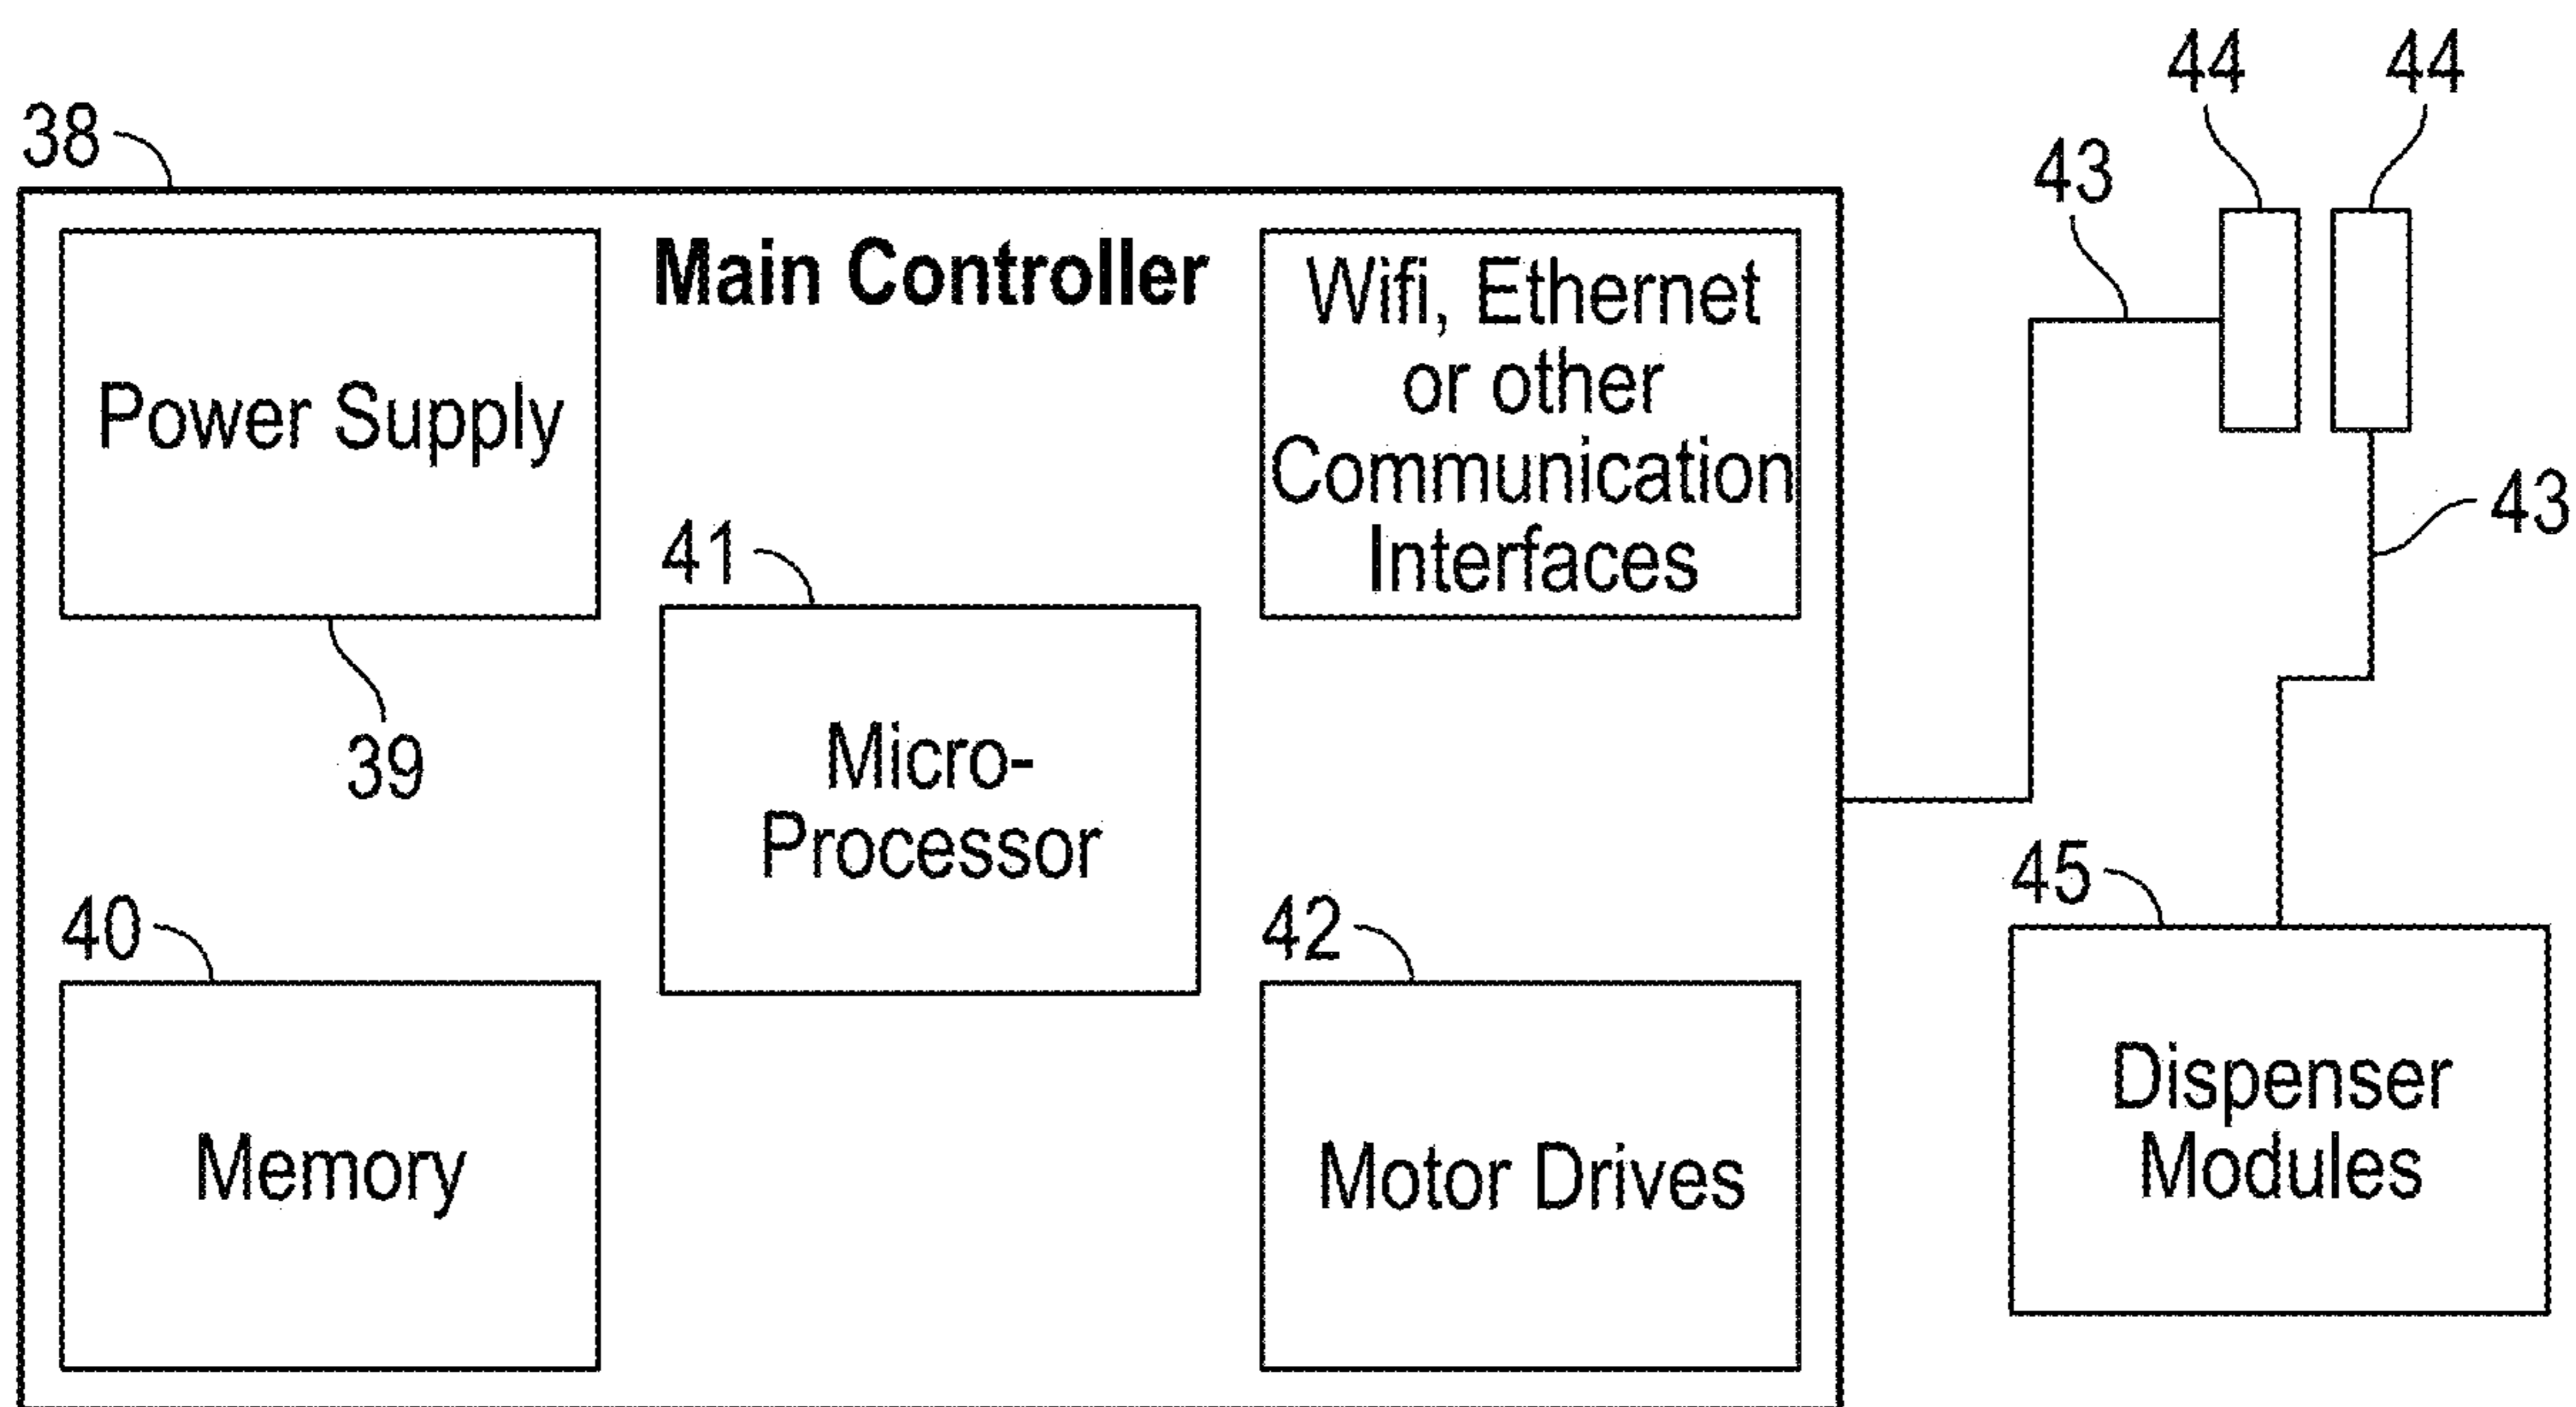 44
44
38
43
Main Controller
Power Supply
Wifi, Ethernet
or other
Communication
Interfaces
43
41
39
Micro-
Processor
45
40
42
Memory
Motor Drives
Dispenser
Modules